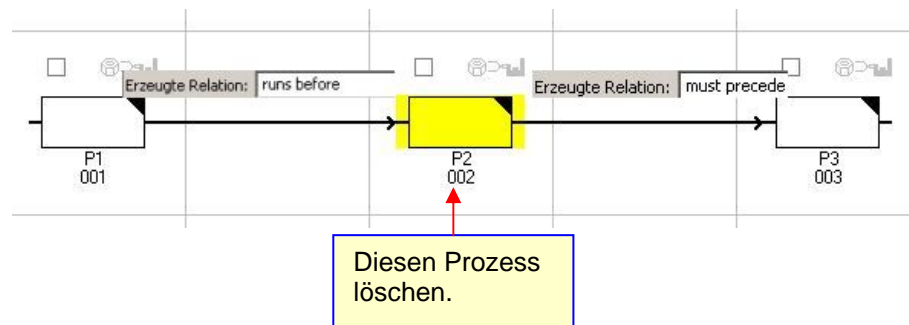 Erzeugte Relation: runs before
Erzeugte Relation: must precede
P1
001
P2
002
P3
003
Diesen Prozess
löschen.